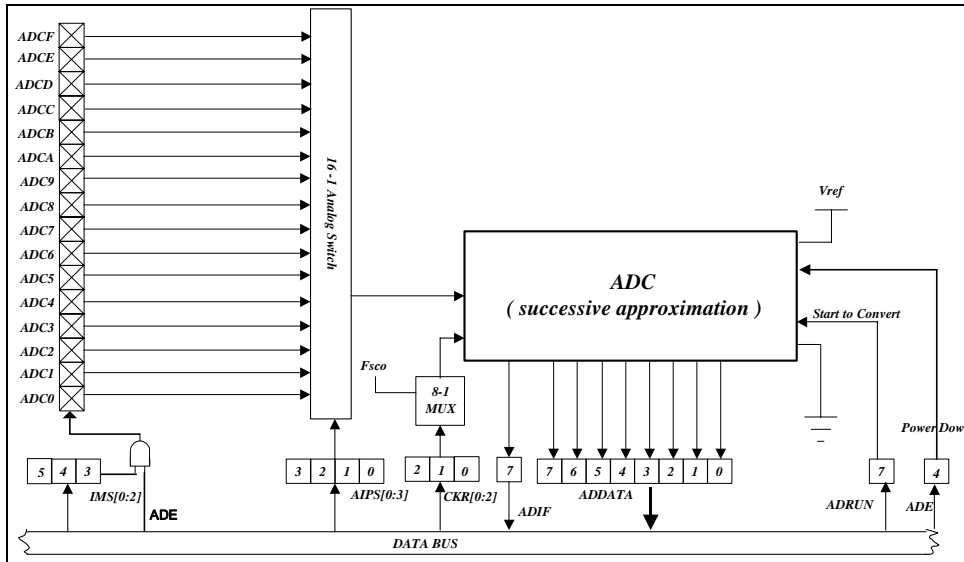 ADCF
ADCE
ADCD
ADCC
ADCB
ADCA
ADC9
ADC8
ADC7
ADC6
ADC5
ADC4
ADC3
ADC2
ADC1
ADC0
16 -1 Analog Switch
Vref
ADC
( successive approximation )
Start to Convert
Fsco
8-1
MUX
Power Dow
5 4 3
IMS[0:2]
ADE
3 2 1 0
AIPS[0:3]
2 1 0
CKR[0:2]
7
ADIF
7 6 5 4 3 2 1 0
ADDATA
7
ADRUN
4
ADE
DATA BUS